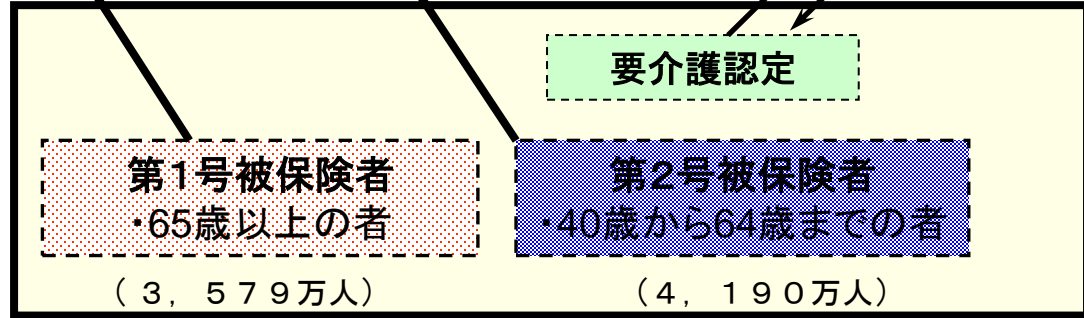 要介護認定
第1号被保険者
・65歳以上の者
第2号被保険者
・40歳から64歳までの者
（３，５７９万人）
（４，１９０万人）